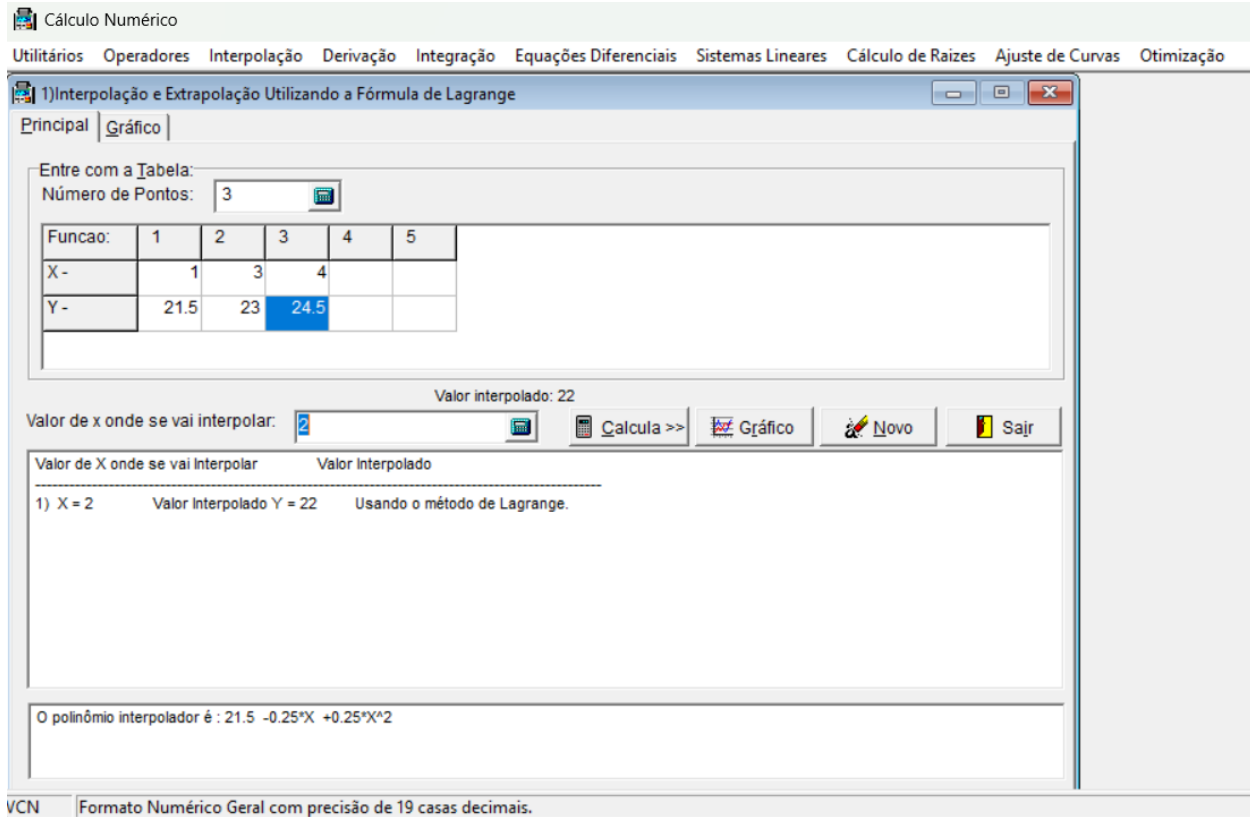 Cálculo Numérico
Utilitários Operadores Interpolação Derivação Integração Equações Diferenciais Sistemas Lineares Cálculo de Raizes Ajuste de Curvas Otimização
1)Interpolação e Extrapolação Utilizando a Fórmula de Lagrange
Principal Gráfico
Entre com a Tabela:
Número de Pontos: 3
Funcao: 1 2 3 4 5
X - 1 3 4
Y - 21.5 23 24.5
Valor interpolado: 22
Valor de x onde se vai interpolar: 2 Calcula >> Gráfico Novo Sair
Valor de X onde se vai Interpolar Valor Interpolado
-----------------------------------------------------------------------------------------
1) X = 2 Valor Interpolado Y = 22 Usando o método de Lagrange.
O polinômio interpolador é : 21.5 -0.25*X +0.25*X^2
VCN Formato Numérico Geral com precisão de 19 casas decimais.